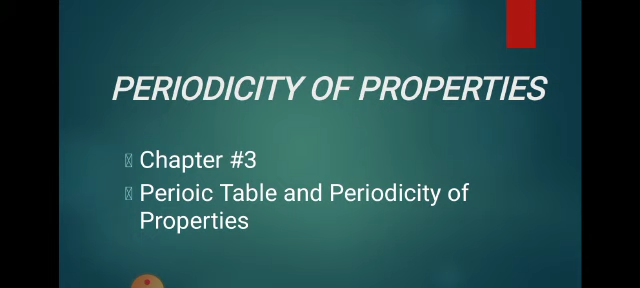 PERIODICITY OF PROPERTIES
Chapter #3
Perioic Table and Periodicity of
Properties